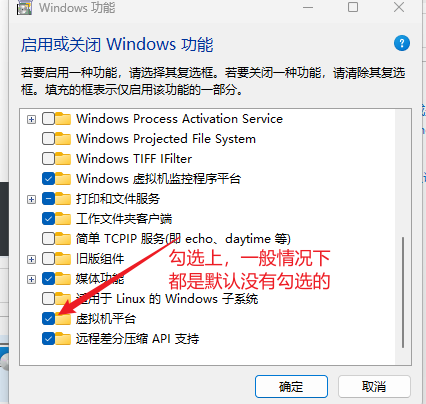 Windows 功能
启用或关闭 Windows 功能
若要启用一种功能，请选择其复选框。若要关闭一种功能，请清除其复选
框。填充的框表示仅启用该功能的一部分。
Windows Process Activation Service
Windows Projected File System
Windows TIFF IFilter
Windows 虚拟机监控程序平台
打印和文件服务
工作文件夹客户端
简单 TCPIP 服务(即 echo、daytime 等)
旧版组件
勾选上，一般情况下
都是默认没有勾选的
媒体功能
适用于 Linux 的 Windows 子系统
虚拟机平台
远程差分压缩 API 支持
确定
取消